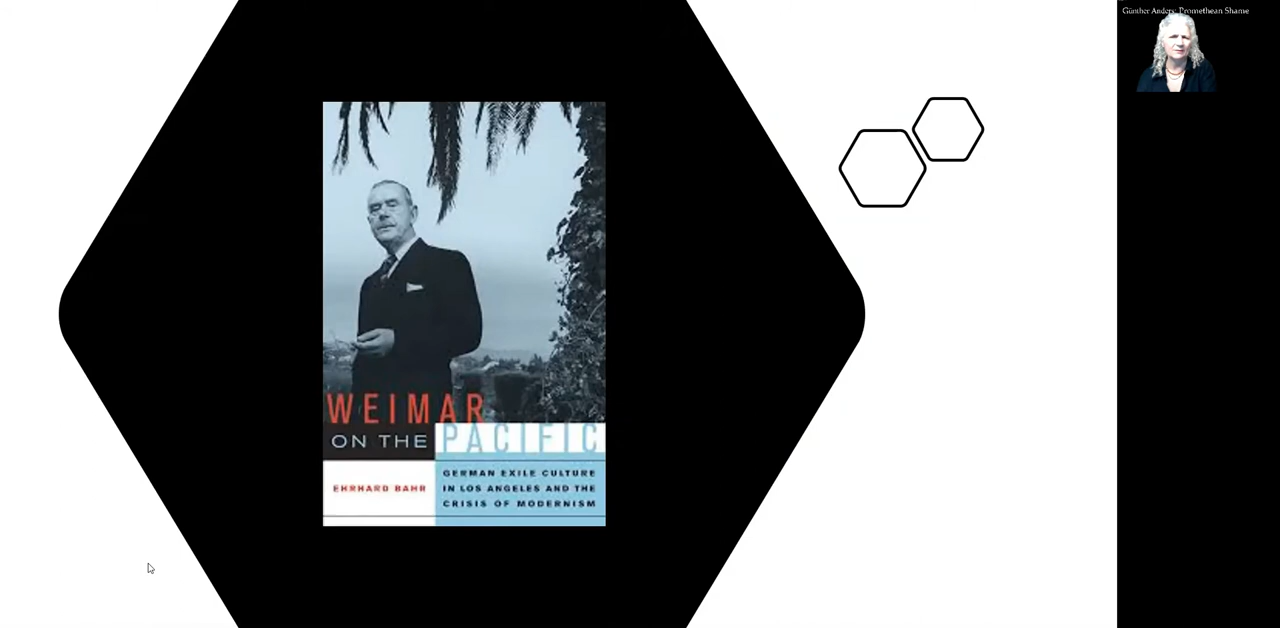 Günther Anders: Promethean Shame
WEIMAR
ON THE PACIFIC
EHRHARD BAHR
GERMAN EXILE CULTURE
IN LOS ANGELES AND THE
CRISIS OF MODERNISM